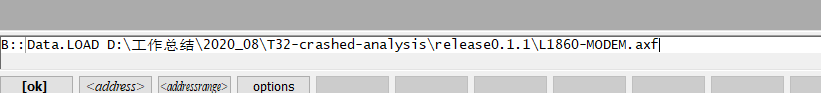 B::Data.LOAD D:\工作总结\2020_08\T32-crashed-analysis\release0.1.1\L1860-MODEM.axf
[ok] <address> <addressrange> options